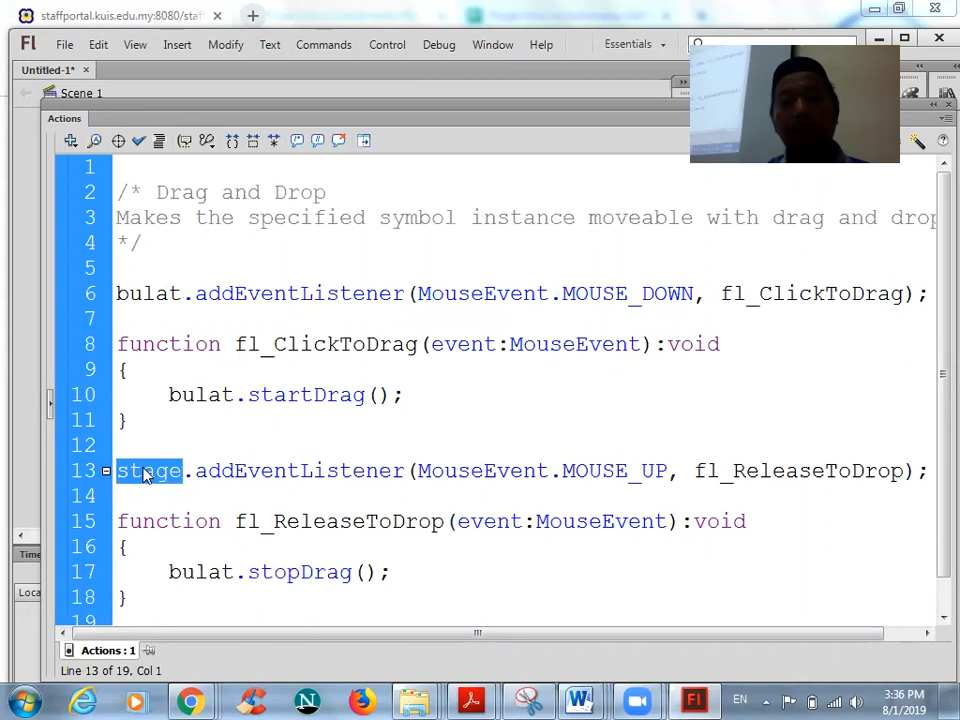 staffportal.kuis.edu.my:8080/staff
Fl File Edit View Insert Modify Text Commands Control Debug Window Help Essentials
Untitled-1*
Scene 1
Actions
1
2 /* Drag and Drop
3 Makes the specified symbol instance moveable with drag and drop
4 */
5
6 bulat.addEventListener(MouseEvent.MOUSE_DOWN, fl_ClickToDrag);
7
8 function fl_ClickToDrag(event:MouseEvent):void
9 {
10 bulat.startDrag();
11 }
12
13 stage.addEventListener(MouseEvent.MOUSE_UP, fl_ReleaseToDrop);
14
15 function fl_ReleaseToDrop(event:MouseEvent):void
16 {
17 bulat.stopDrag();
18 }
19
Time
Loca
Actions : 1
Line 13 of 19, Col 1
EN
3:36 PM
8/1/2019